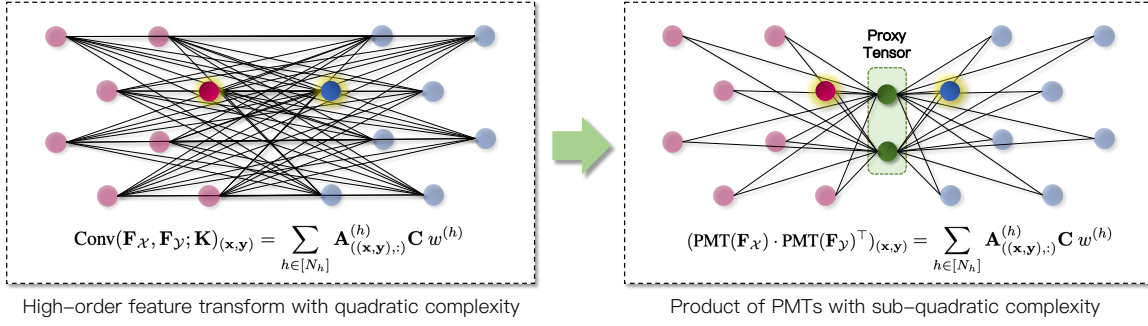 Conv(𝐅_𝒳, 𝐅_𝒴; 𝐊)_(𝐱,𝐲) = ∑_{h∈[N_h]} 𝐀^{(h)}_{((𝐱,𝐲),:)} 𝐂 w^{(h)}
High-order feature transform with quadratic complexity
Proxy
Tensor
(PMT(𝐅_𝒳) · PMT(𝐅_𝒴)^⊤)_(𝐱,𝐲) = ∑_{h∈[N_h]} 𝐀^{(h)}_{((𝐱,𝐲),:)} 𝐂 w^{(h)}
Product of PMTs with sub-quadratic complexity